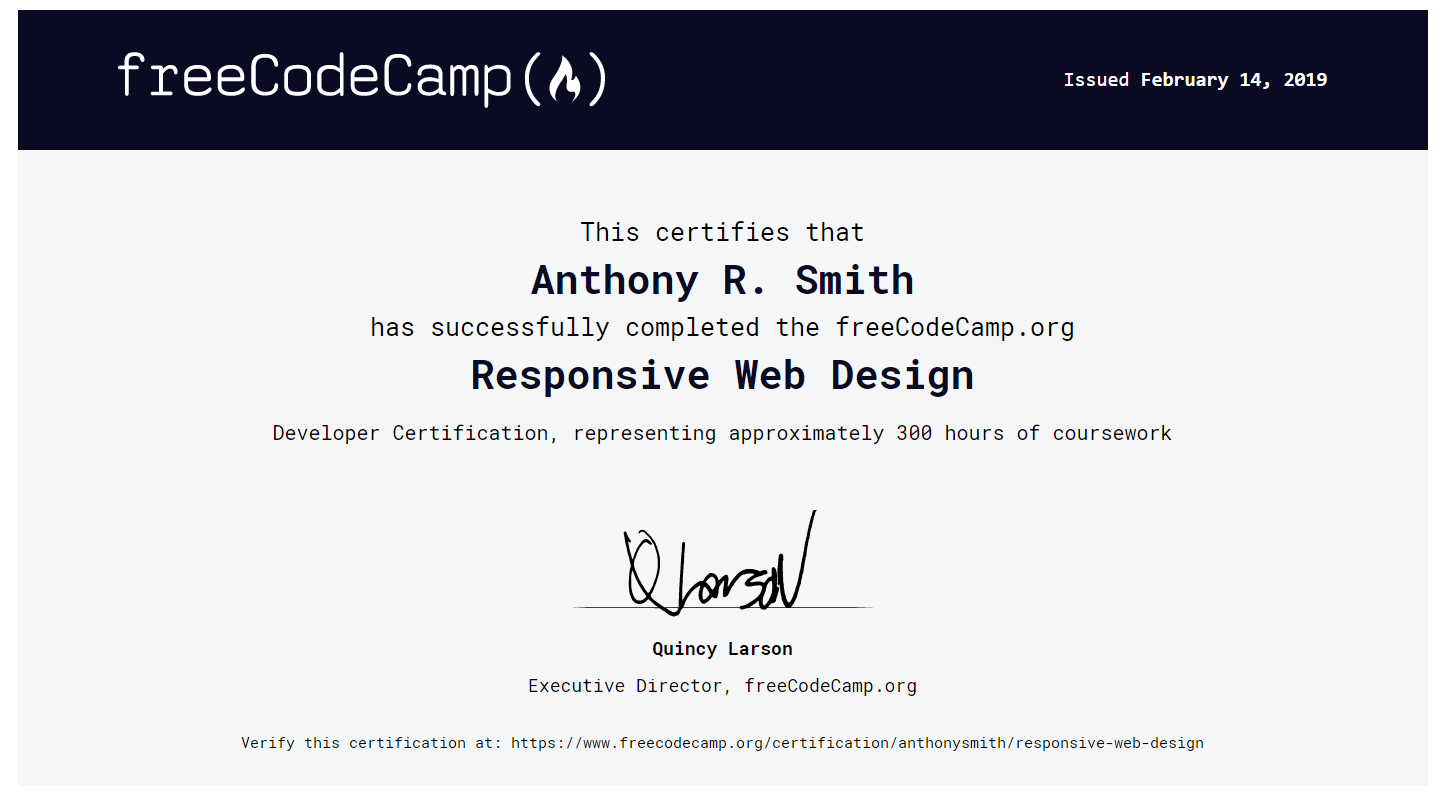 freeCodeCamp(🔥)
Issued February 14, 2019
This certifies that
Anthony R. Smith
has successfully completed the freeCodeCamp.org
Responsive Web Design
Developer Certification, representing approximately 300 hours of coursework
Q Larson
Quincy Larson
Executive Director, freeCodeCamp.org
Verify this certification at: https://www.freecodecamp.org/certification/anthonysmith/responsive-web-design